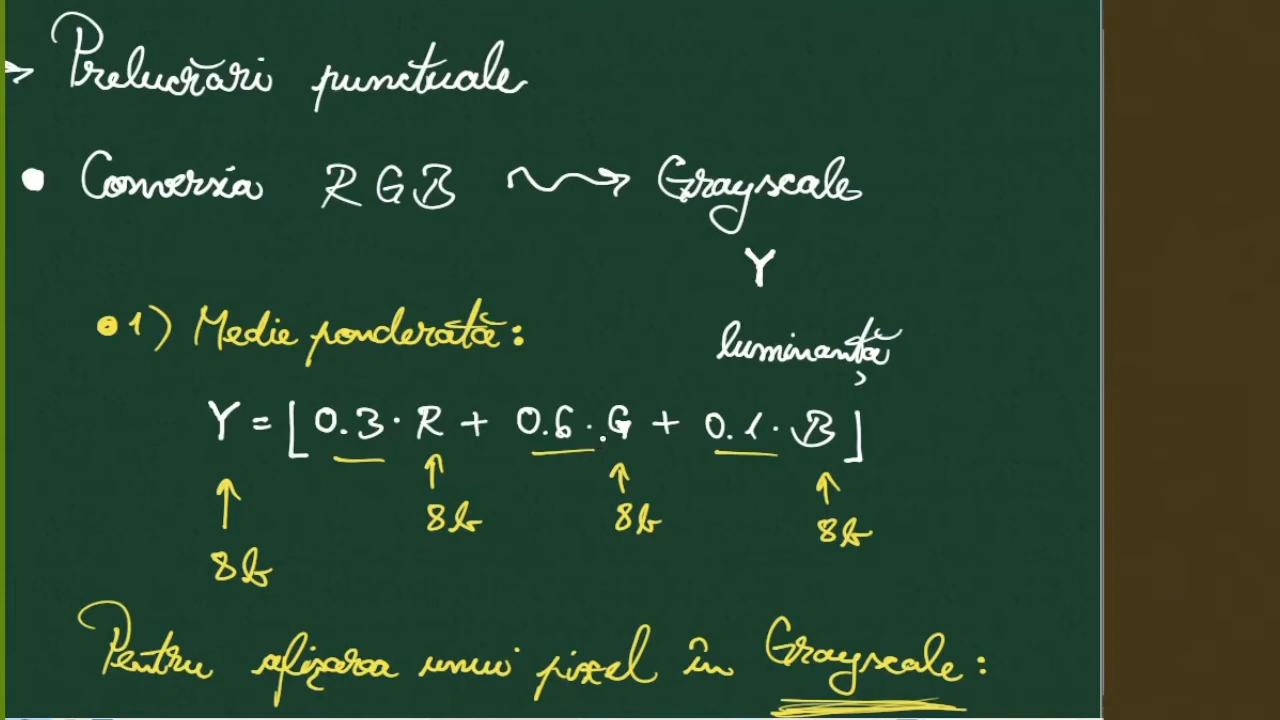 → Prelucrări punctuale
• Conversia RGB ⇝ Grayscale
Y
• 1) Medie ponderată:
luminanță
Y = ⌊0.3 · R + 0.6 · G + 0.1 · B⌋
8b 8b 8b
8b
Pentru afișarea unui pixel în Grayscale: